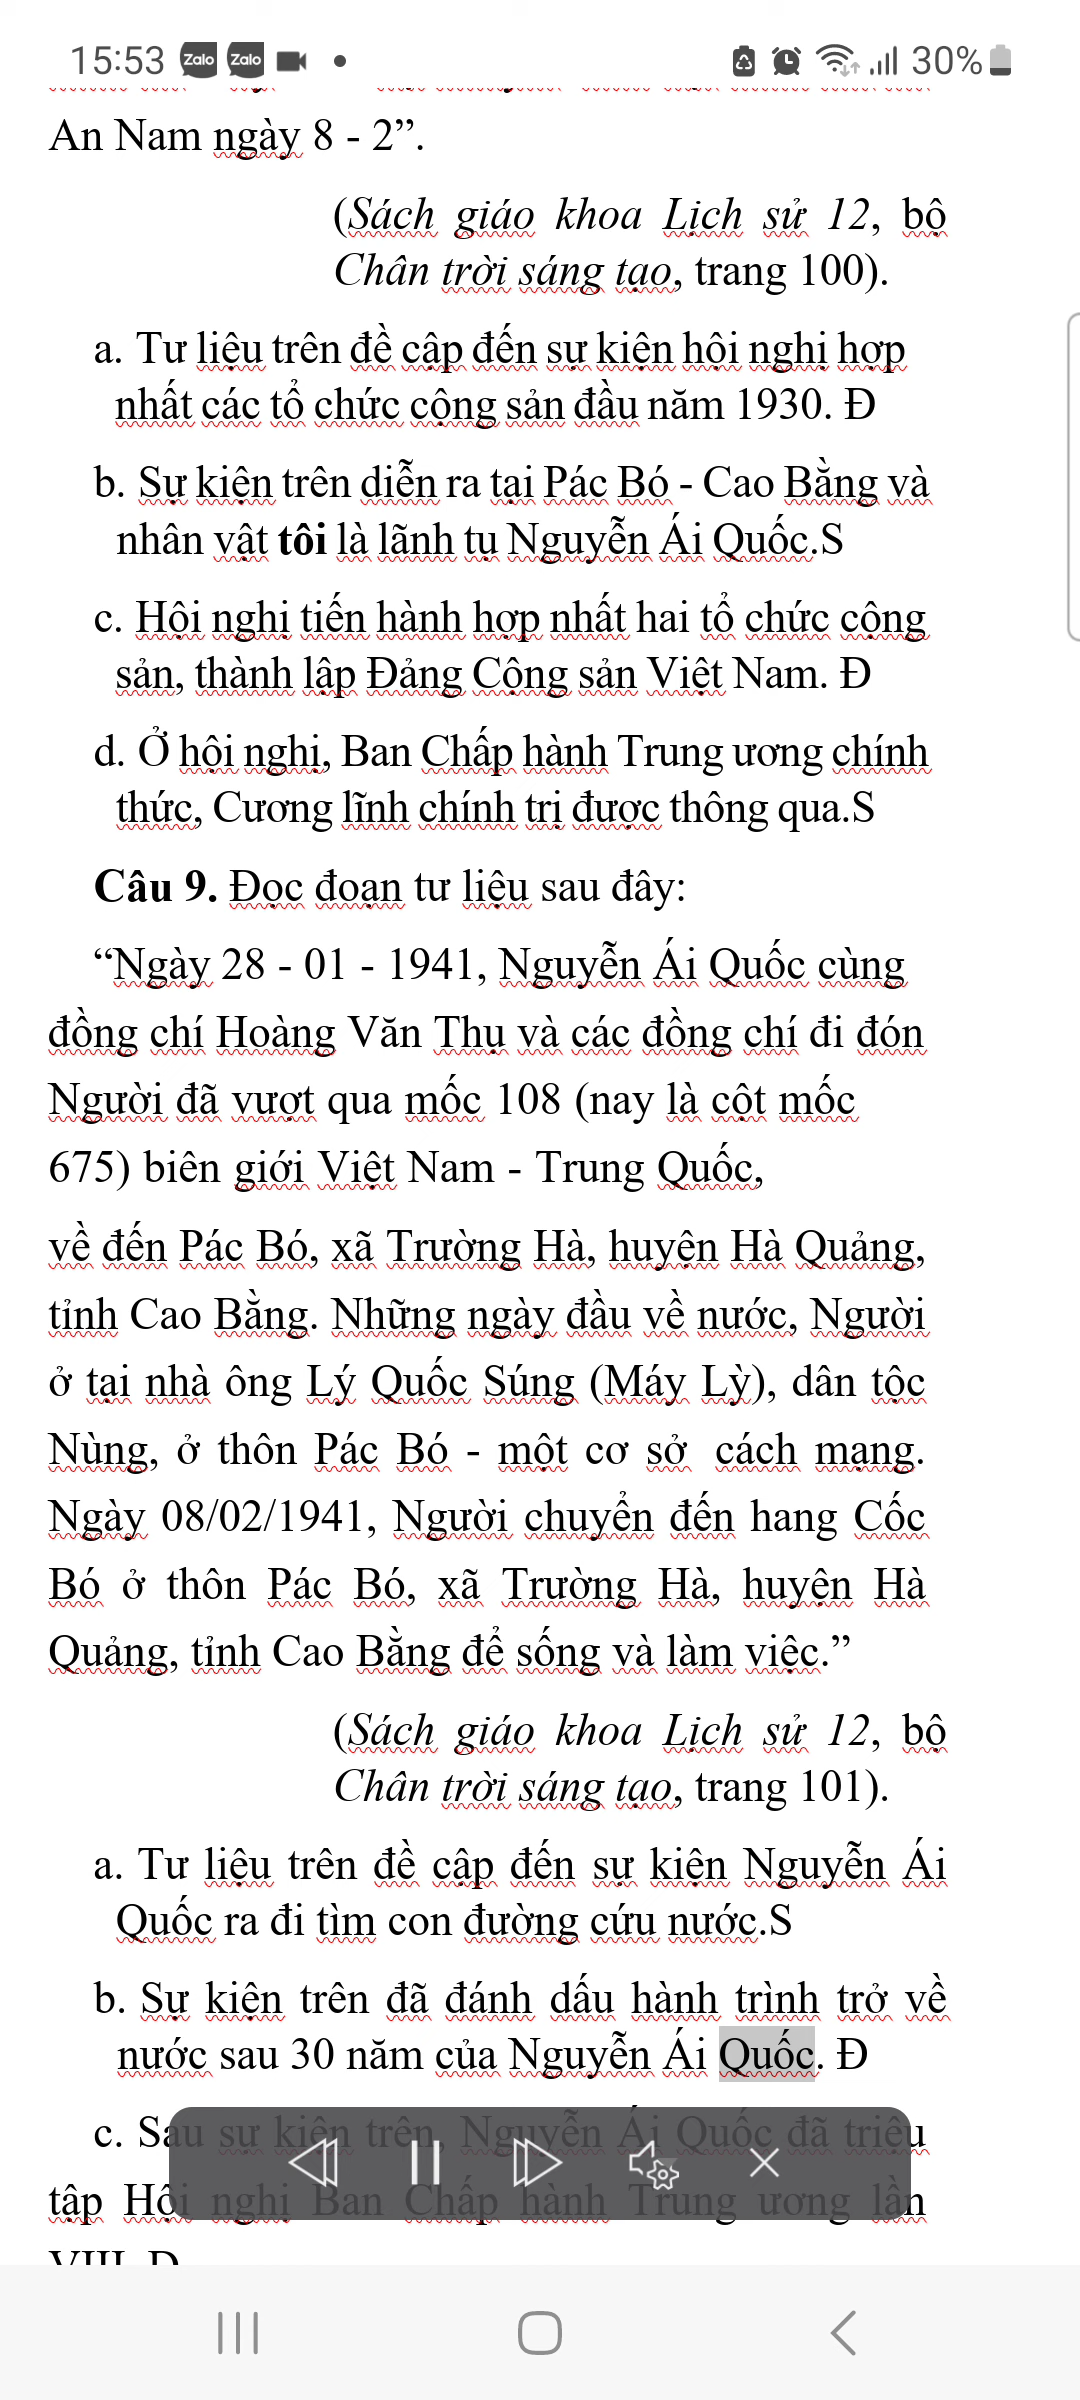 15:53 Zalo Zalo 30%
An Nam ngày 8 - 2”.
(Sách giáo khoa Lịch sử 12, bộ
Chân trời sáng tạo, trang 100).
a. Tư liệu trên đề cập đến sự kiện hội nghị hợp
nhất các tổ chức cộng sản đầu năm 1930. Đ
b. Sự kiện trên diễn ra tại Pác Bó - Cao Bằng và
nhân vật tôi là lãnh tụ Nguyễn Ái Quốc.S
c. Hội nghị tiến hành hợp nhất hai tổ chức cộng
sản, thành lập Đảng Cộng sản Việt Nam. Đ
d. Ở hội nghị, Ban Chấp hành Trung ương chính
thức, Cương lĩnh chính trị được thông qua.S
Câu 9. Đọc đoạn tư liệu sau đây:
“Ngày 28 - 01 - 1941, Nguyễn Ái Quốc cùng
đồng chí Hoàng Văn Thụ và các đồng chí đi đón
Người đã vượt qua mốc 108 (nay là cột mốc
675) biên giới Việt Nam - Trung Quốc,
về đến Pác Bó, xã Trường Hà, huyện Hà Quảng,
tỉnh Cao Bằng. Những ngày đầu về nước, Người
ở tại nhà ông Lý Quốc Súng (Máy Lỳ), dân tộc
Nùng, ở thôn Pác Bó - một cơ sở cách mạng.
Ngày 08/02/1941, Người chuyển đến hang Cốc
Bó ở thôn Pác Bó, xã Trường Hà, huyện Hà
Quảng, tỉnh Cao Bằng để sống và làm việc.”
(Sách giáo khoa Lịch sử 12, bộ
Chân trời sáng tạo, trang 101).
a. Tư liệu trên đề cập đến sự kiện Nguyễn Ái
Quốc ra đi tìm con đường cứu nước.S
b. Sự kiện trên đã đánh dấu hành trình trở về
nước sau 30 năm của Nguyễn Ái Quốc. Đ
c. Sau sự kiện trên, Nguyễn Ái Quốc đã triệu
tập Hội nghị Ban Chấp hành Trung ương lần
VIII